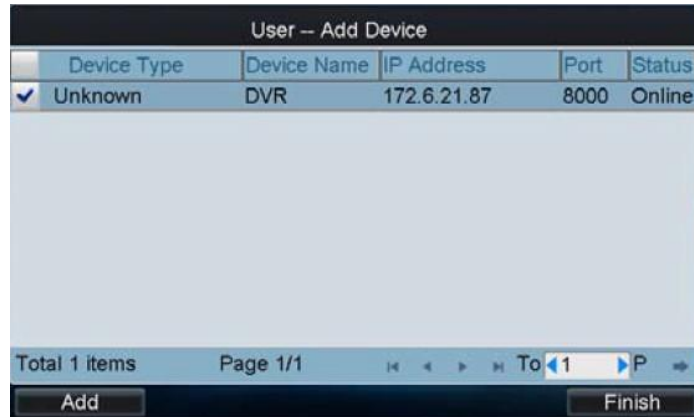 User -- Add Device
Device Type Device Name IP Address Port Status
Unknown DVR 172.6.21.87 8000 Online
Total 1 items Page 1/1 To 1 P
Add Finish